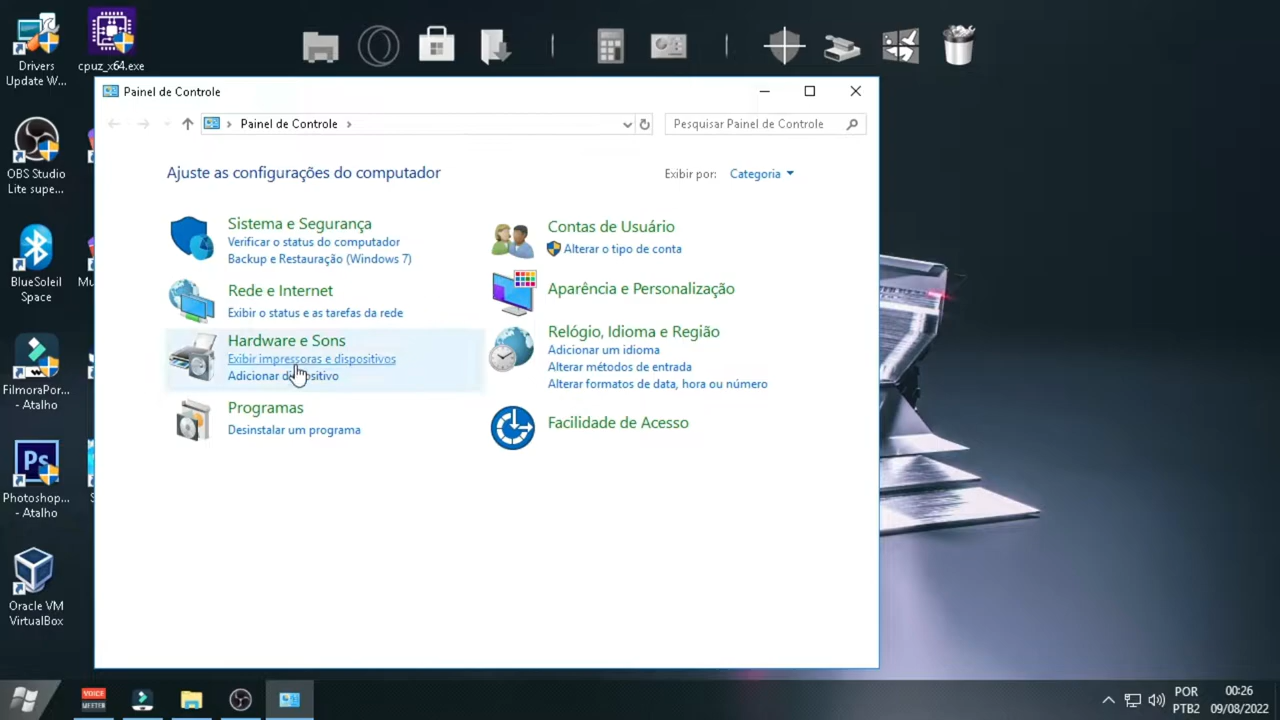 Drivers
Update W...
cpuz_x64.exe
OBS Studio
Lite supe...
BlueSoleil
Space
Mu
FilmoraPor...
- Atalho
Ps
Photoshop...
- Atalho
S
Oracle VM
VirtualBox
Painel de Controle
Painel de Controle
Pesquisar Painel de Controle
Ajuste as configurações do computador
Exibir por: Categoria
Sistema e Segurança
Verificar o status do computador
Backup e Restauração (Windows 7)
Rede e Internet
Exibir o status e as tarefas da rede
Hardware e Sons
Exibir impressoras e dispositivos
Adicionar dispositivo
Programas
Desinstalar um programa
Contas de Usuário
Alterar o tipo de conta
Aparência e Personalização
Relógio, Idioma e Região
Adicionar um idioma
Alterar métodos de entrada
Alterar formatos de data, hora ou número
Facilidade de Acesso
VOICE
MEETER
POR
PTB2
00:26
09/08/2022